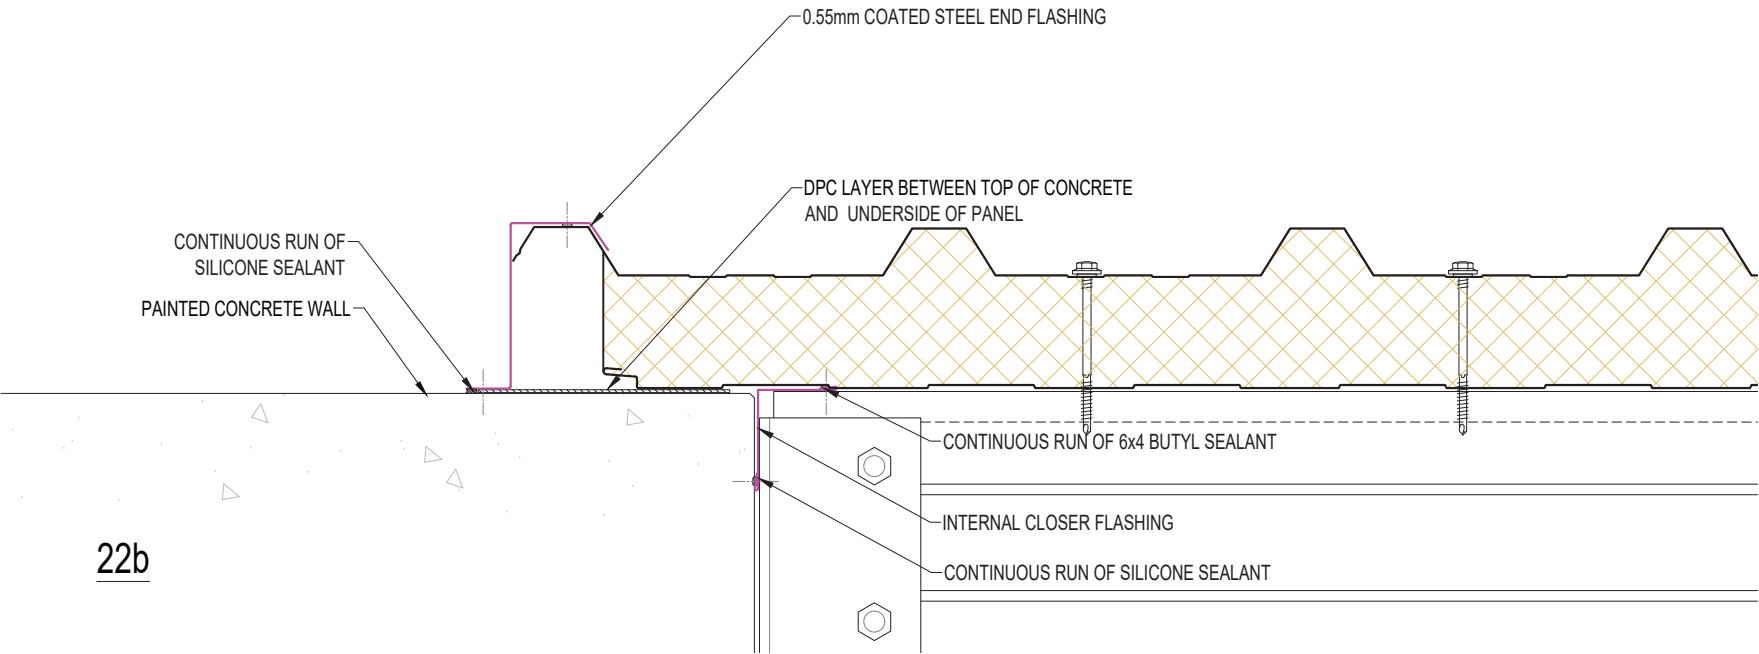 0.55mm COATED STEEL END FLASHING
DPC LAYER BETWEEN TOP OF CONCRETE
AND UNDERSIDE OF PANEL
CONTINUOUS RUN OF
SILICONE SEALANT
PAINTED CONCRETE WALL
CONTINUOUS RUN OF 6x4 BUTYL SEALANT
INTERNAL CLOSER FLASHING
CONTINUOUS RUN OF SILICONE SEALANT
22b